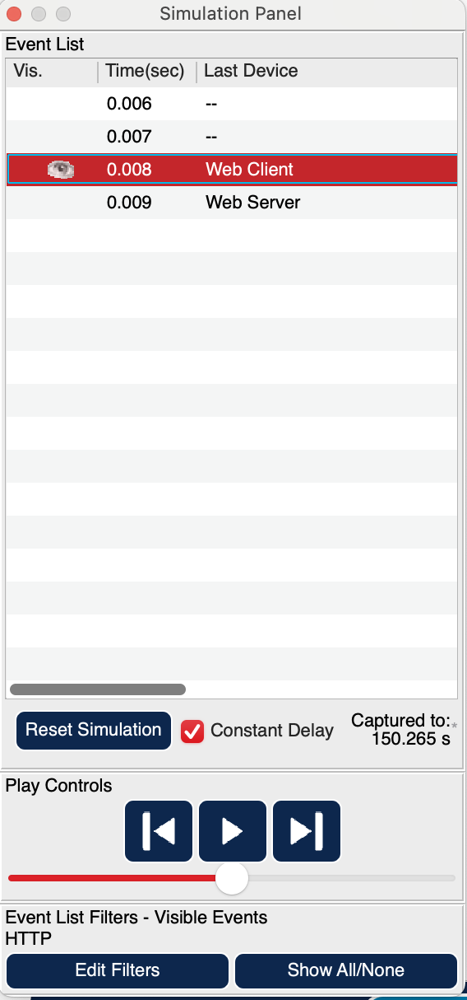 Simulation Panel
Event List
Vis. Time(sec) Last Device
0.006 --
0.007 --
0.008 Web Client
0.009 Web Server
Reset Simulation Constant Delay Captured to:*
150.265 s
Play Controls
Event List Filters - Visible Events
HTTP
Edit Filters Show All/None